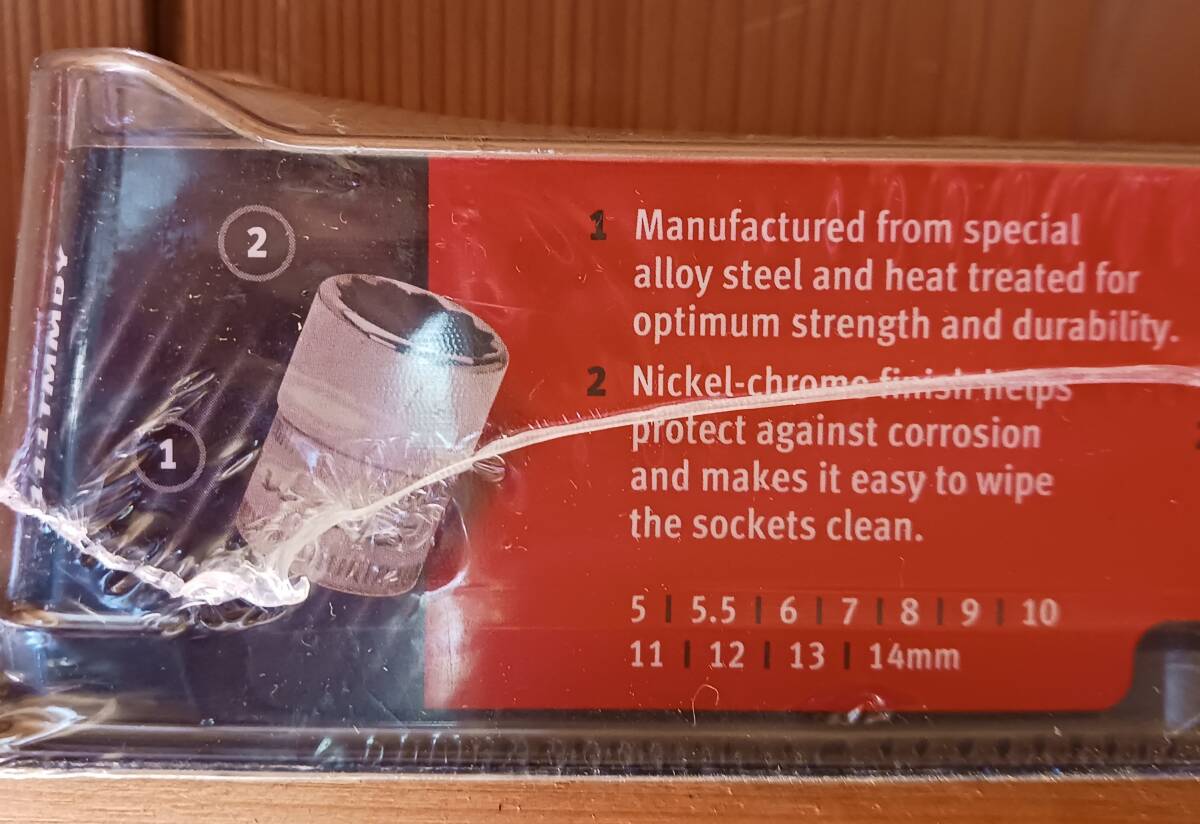 2
1
1 Manufactured from special
alloy steel and heat treated for
optimum strength and durability.
2 Nickel-chrome finish helps
protect against corrosion
and makes it easy to wipe
the sockets clean.
5 | 5.5 | 6 | 7 | 8 | 9 | 10
11 | 12 | 13 | 14mm